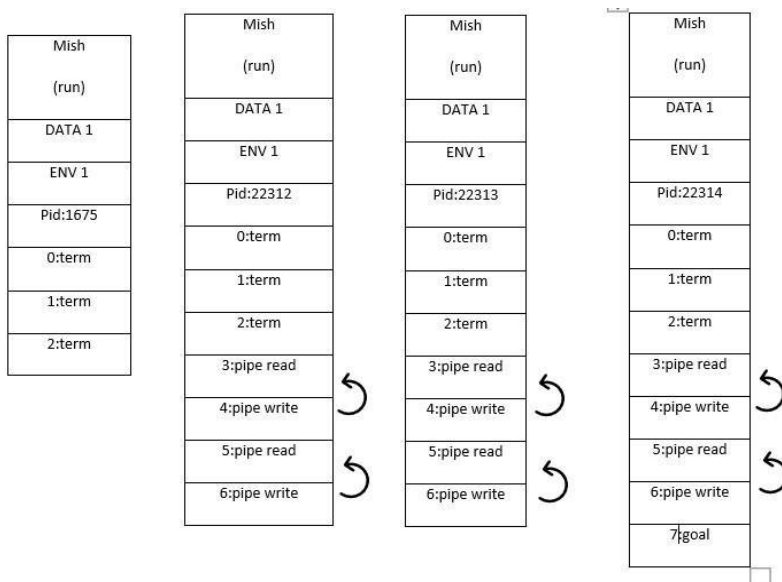 Mish
(run)
DATA 1
ENV 1
Pid:1675
0:term
1:term
2:term
Mish
(run)
DATA 1
ENV 1
Pid:22312
0:term
1:term
2:term
3:pipe read
4:pipe write
5:pipe read
6:pipe write
Mish
(run)
DATA 1
ENV 1
Pid:22313
0:term
1:term
2:term
3:pipe read
4:pipe write
5:pipe read
6:pipe write
Mish
(run)
DATA 1
ENV 1
Pid:22314
0:term
1:term
2:term
3:pipe read
4:pipe write
5:pipe read
6:pipe write
7:goal